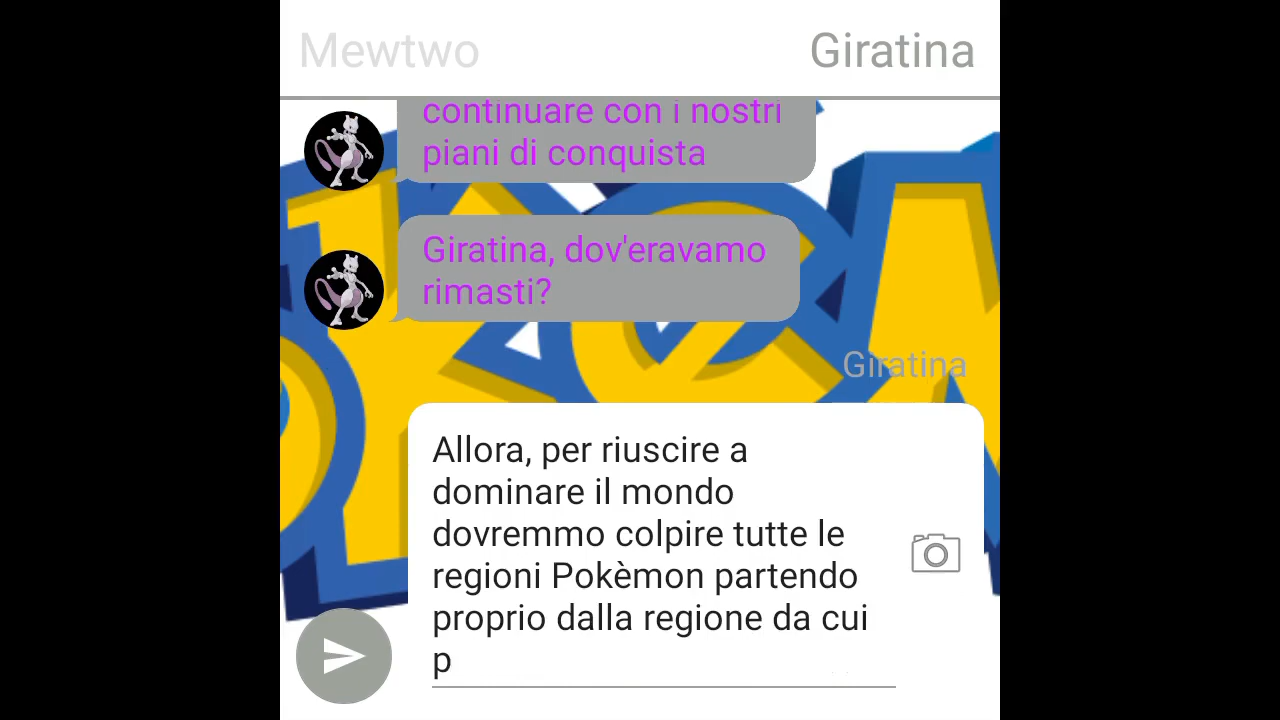 Mewtwo
Giratina
continuare con i nostri
piani di conquista
Giratina, dov'eravamo
rimasti?
Giratina
Allora, per riuscire a
dominare il mondo
dovremmo colpire tutte le
regioni Pokèmon partendo
proprio dalla regione da cui
p